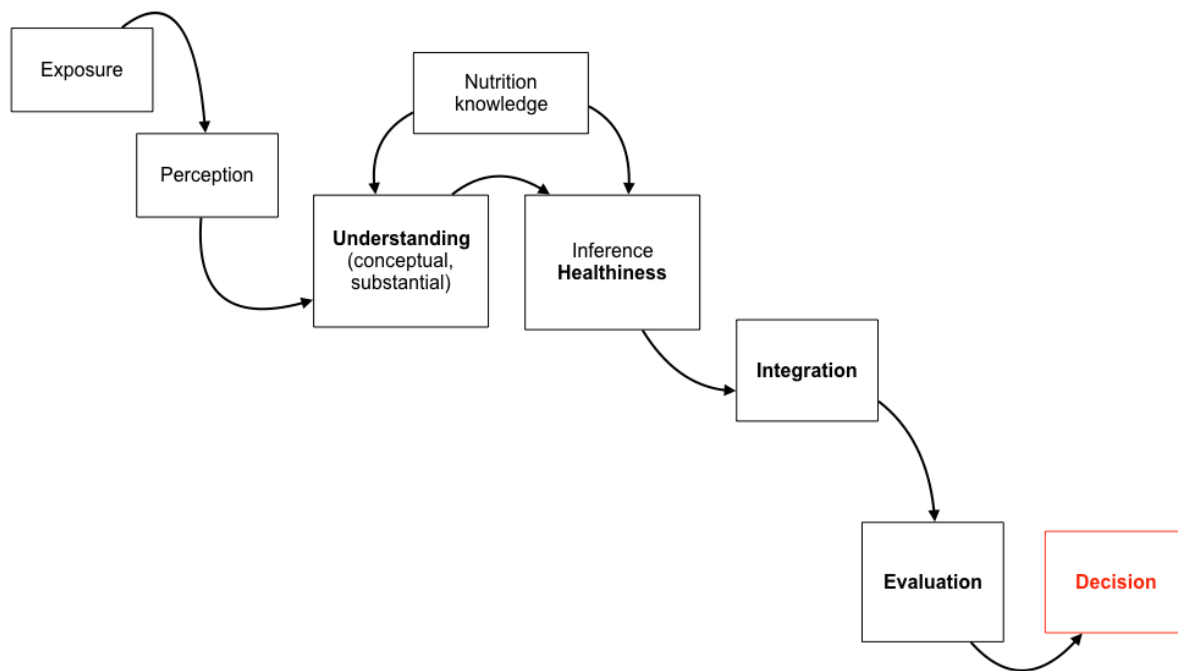 Exposure
Nutrition
knowledge
Perception
Understanding
(conceptual,
substantial)
Inference
Healthiness
Integration
Evaluation
Decision